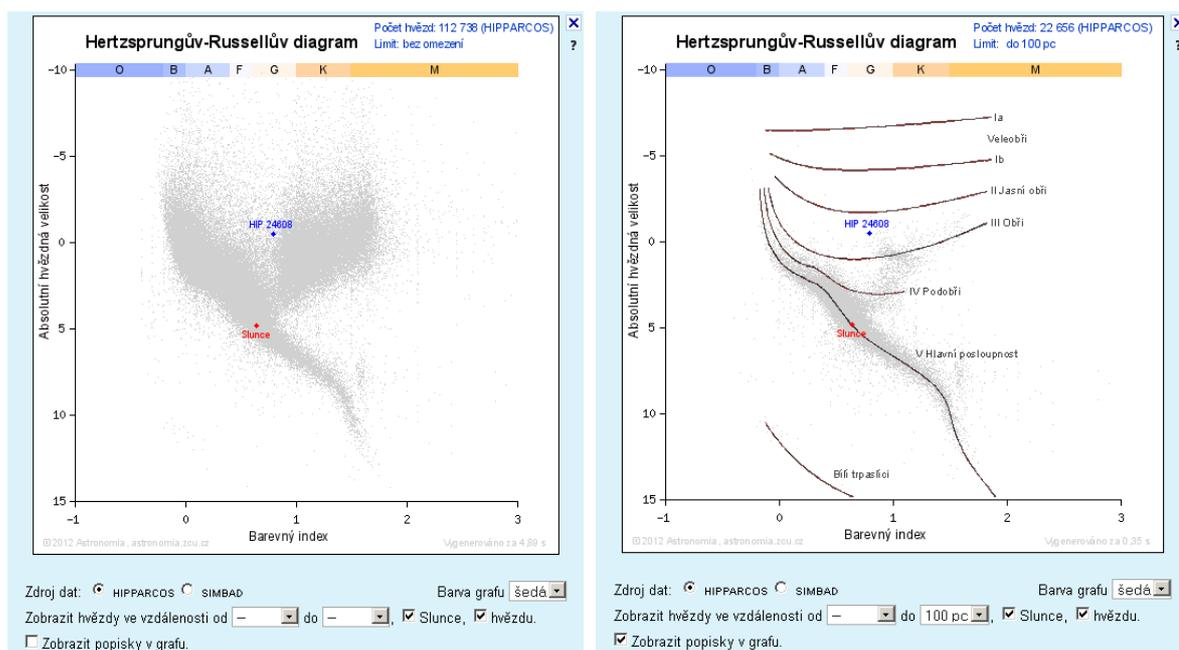 Počet hvězd: 112 738 (HIPPARCOS)
Hertzsprungův-Russellův diagram
Limit: bez omezení
?
-10
O B A F G K M
-5
HIP 24608
0
Absolutní hvězdná velikost
5
Slunce
10
15
-1 0 1 2 3
Barevný index
©2012 Astronomia, astronomia.zcu.cz
Vygenerováno za 4,89 s
Zdroj dat: HIPPARCOS SIMBAD
Barva grafu šedá
Zobrazit hvězdy ve vzdálenosti od – do –, Slunce, hvězdu.
Zobrazit popisky v grafu.
Počet hvězd: 22 656 (HIPPARCOS)
Hertzsprungův-Russellův diagram
Limit: do 100 pc
?
-10
O B A F G K M
Ia
Veleobři
-5
Ib
II Jasní obři
HIP 24608
III Obři
0
Absolutní hvězdná velikost
IV Podobři
5
Slunce
V Hlavní posloupnost
10
Bílí trpaslíci
15
-1 0 1 2 3
Barevný index
©2012 Astronomia, astronomia.zcu.cz
Vygenerováno za 0,35 s
Zdroj dat: HIPPARCOS SIMBAD
Barva grafu šedá
Zobrazit hvězdy ve vzdálenosti od – do 100 pc, Slunce, hvězdu.
Zobrazit popisky v grafu.